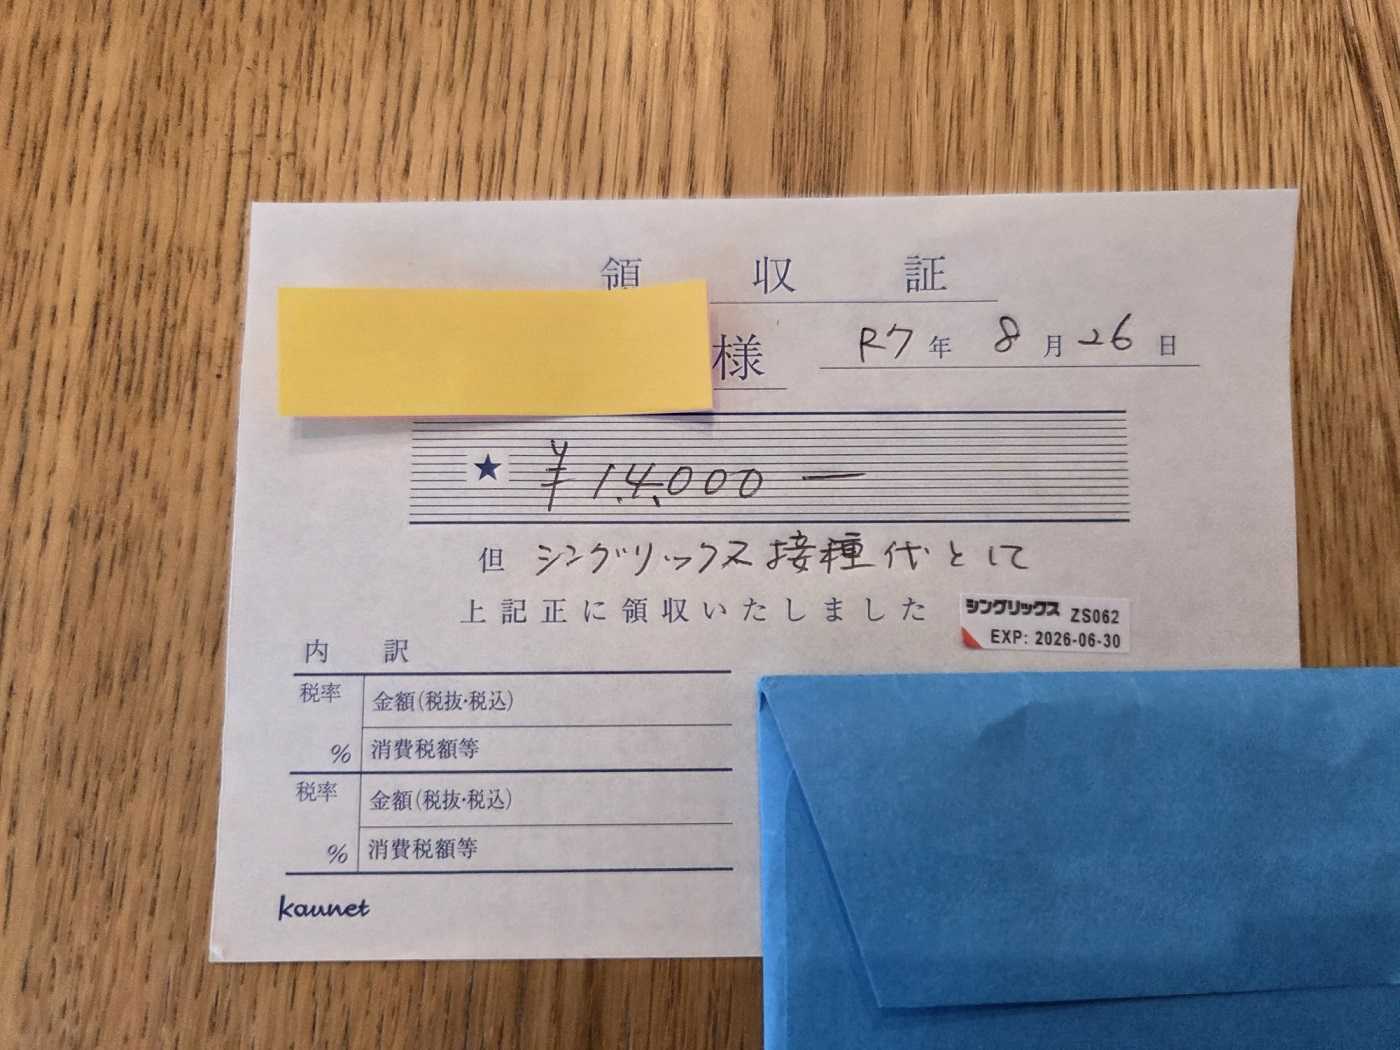 領収証
様 R7年 8月26日
★ ¥14,000—
但 シングリックス接種代として
上記正に領収いたしました
シングリックス ZS062
EXP: 2026-06-30
内訳
税率 金額(税抜・税込)
% 消費税額等
税率 金額(税抜・税込)
% 消費税額等
kaunet